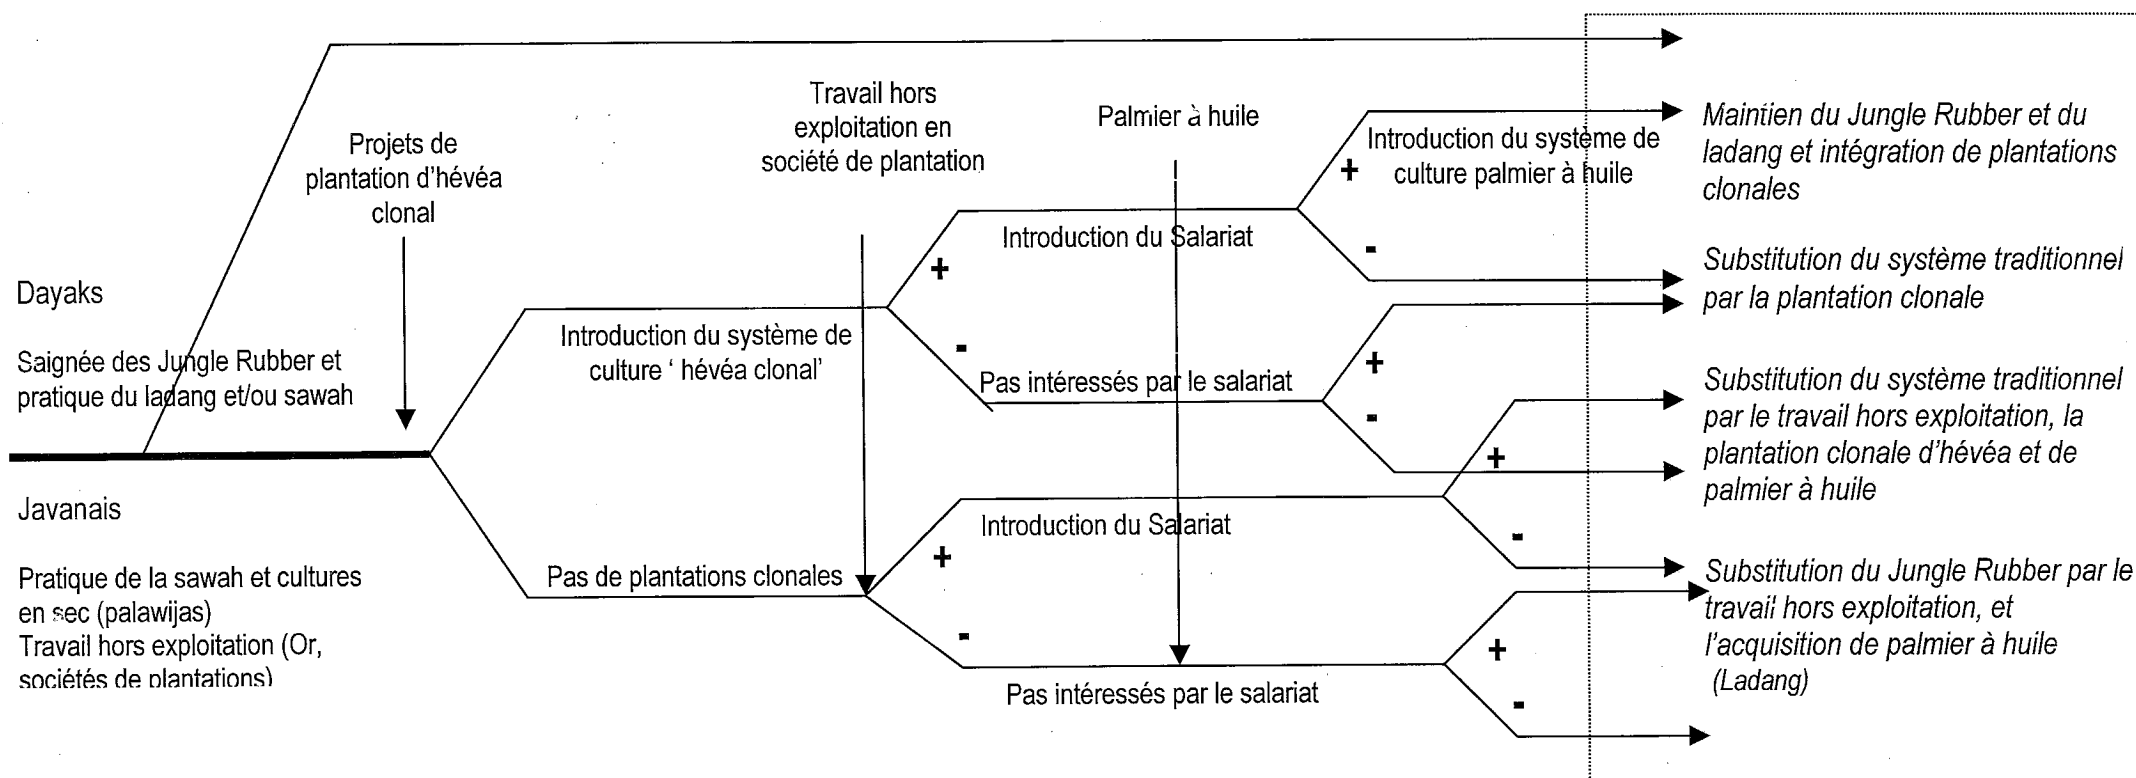 Dayaks
Saignée des Jungle Rubber et
pratique du ladang et/ou sawah
Javanais
Pratique de la sawah et cultures
en sec (palawijas)
Travail hors exploitation (Or,
sociétés de plantations)
Projets de
plantation d'hévéa
clonal
Introduction du système de
culture ‘ hévéa clonal’
Pas de plantations clonales
Travail hors
exploitation en
société de plantation
+
-
+
-
Palmier à huile
Introduction du Salariat
Pas intéressés par le salariat
Introduction du Salariat
Pas intéressés par le salariat
Introduction du système de
culture palmier à huile
+
-
+
-
+
-
+
-
Maintien du Jungle Rubber et du
ladang et intégration de plantations
clonales
Substitution du système traditionnel
par la plantation clonale
Substitution du système traditionnel
par le travail hors exploitation, la
plantation clonale d'hévéa et de
palmier à huile
Substitution du Jungle Rubber par le
travail hors exploitation, et
l'acquisition de palmier à huile
(Ladang)